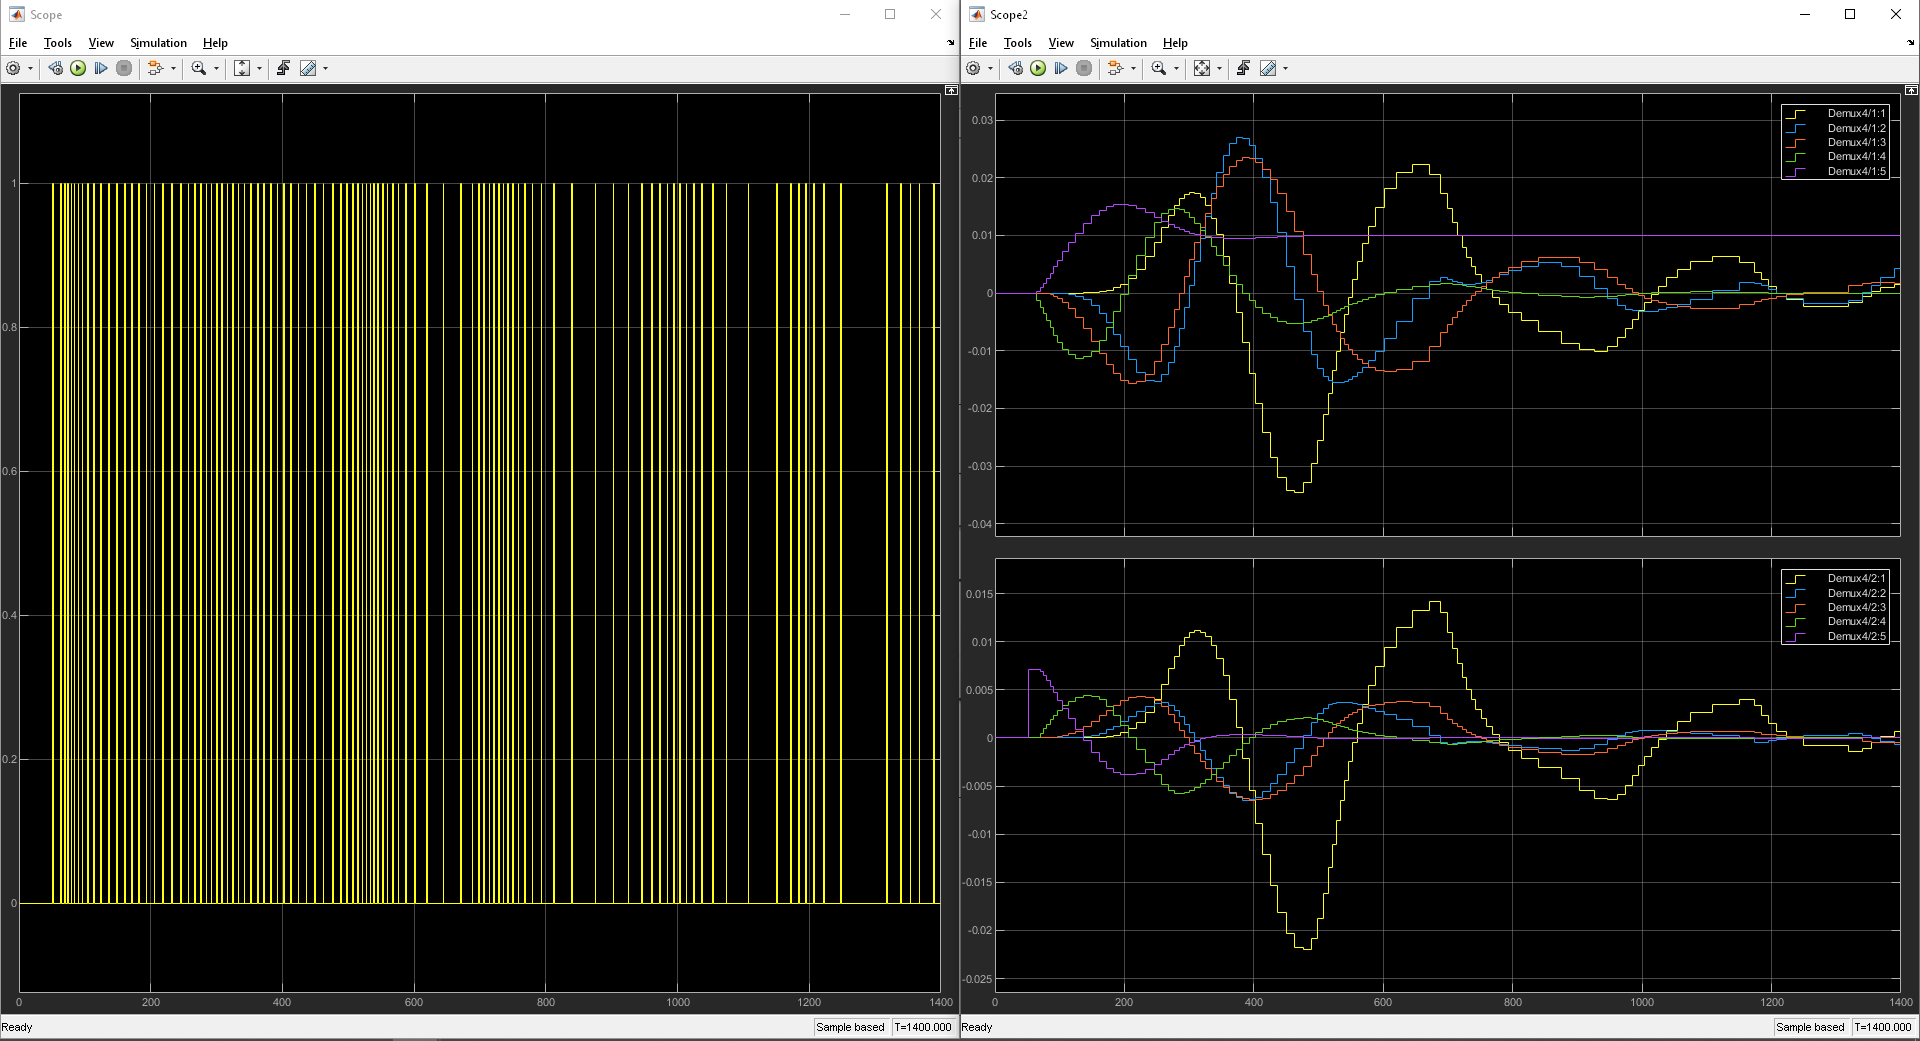 Scope
File Tools View Simulation Help
1
0.8
0.6
0.4
0.2
0
0 200 400 600 800 1000 1200 1400
Ready Sample based T=1400.000
Scope2
File Tools View Simulation Help
0.03
0.02
0.01
0
-0.01
-0.02
-0.03
-0.04
Demux4/1:1
Demux4/1:2
Demux4/1:3
Demux4/1:4
Demux4/1:5
0.015
0.01
0.005
0
-0.005
-0.01
-0.015
-0.02
-0.025
Demux4/2:1
Demux4/2:2
Demux4/2:3
Demux4/2:4
Demux4/2:5
0 200 400 600 800 1000 1200 1400
Ready Sample based T=1400.000